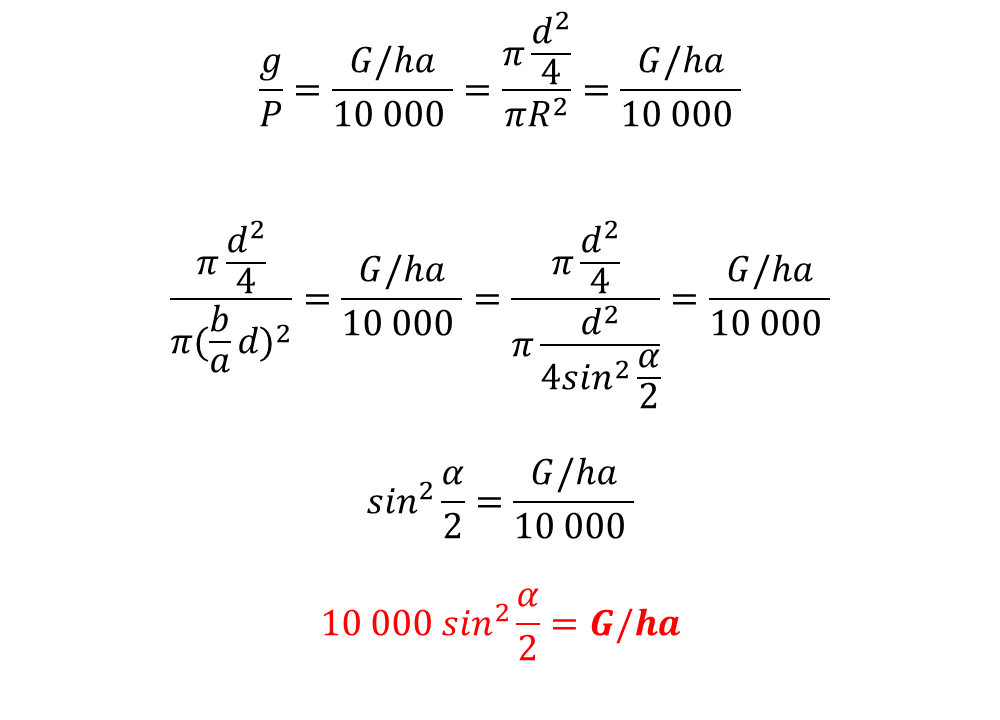 g/P = (G/ha)/(10 000) = (π d²/4)/(πR²) = (G/ha)/(10 000)
(π d²/4)/(π(b/a d)²) = (G/ha)/(10 000) = (π d²/4)/(π d²/(4sin² α/2)) = (G/ha)/(10 000)
sin² α/2 = (G/ha)/(10 000)
10 000 sin² α/2 = G/ha